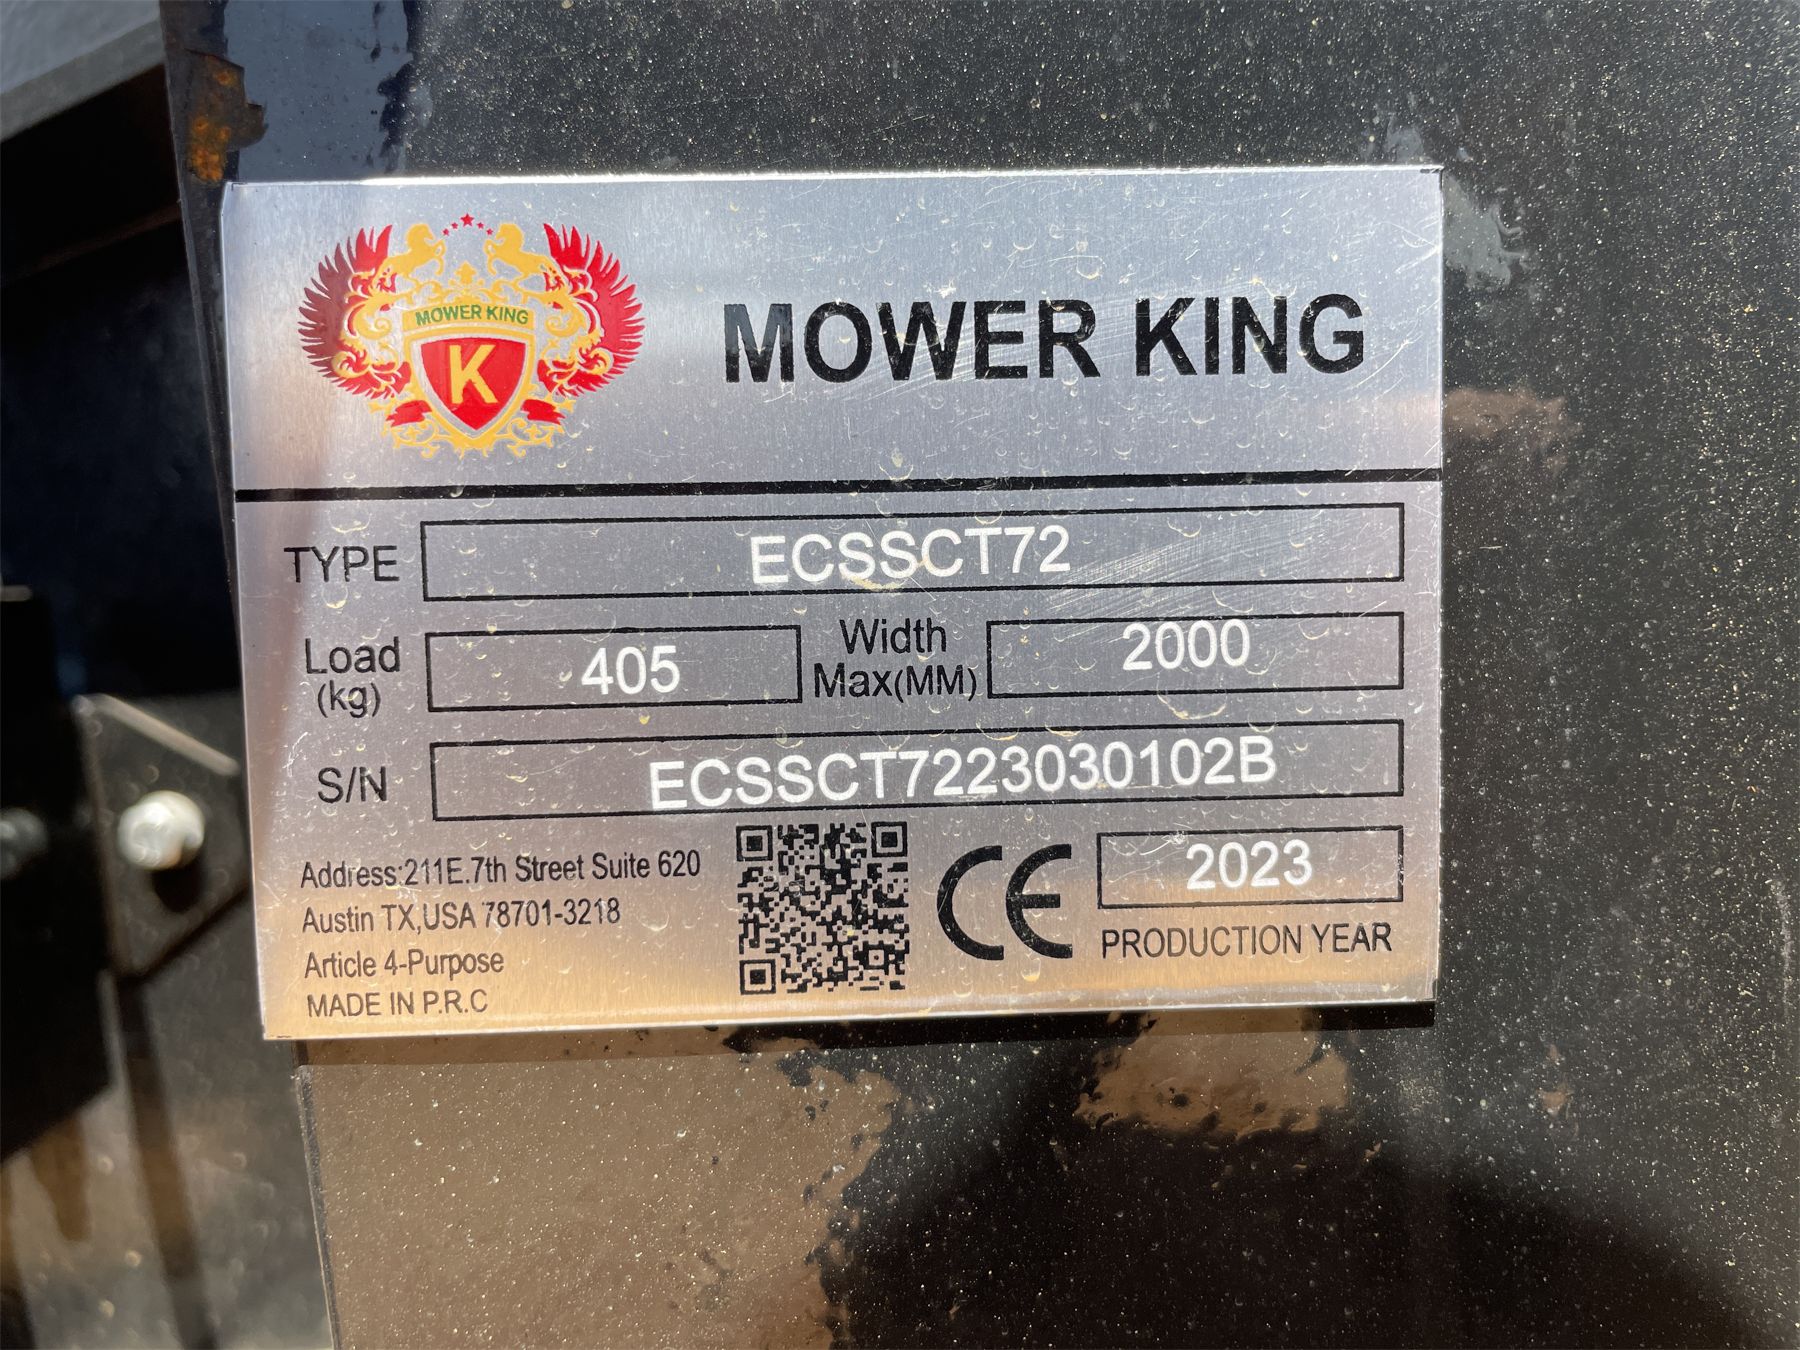 MOWER KING
K
MOWER KING
TYPE ECSSCT72
Load (kg) 405 Width Max(MM) 2000
S/N ECSSCT7223030102B
Address:211E.7th Street Suite 620
Austin TX,USA 78701-3218
Article 4-Purpose
MADE IN P.R.C
CE
2023
PRODUCTION YEAR